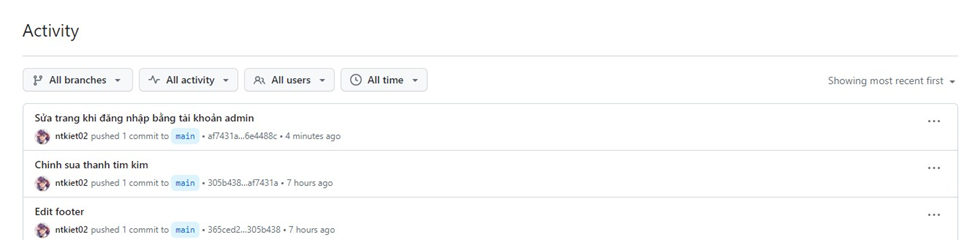 Activity
All branches All activity All users All time Showing most recent first
Sửa trang khi đăng nhập bằng tài khoản admin
ntkiet02 pushed 1 commit to main • af7431a...6e4488c • 4 minutes ago
Chinh sua thanh tim kim
ntkiet02 pushed 1 commit to main • 305b438...af7431a • 7 hours ago
Edit footer
ntkiet02 pushed 1 commit to main • 365ced2...305b438 • 7 hours ago